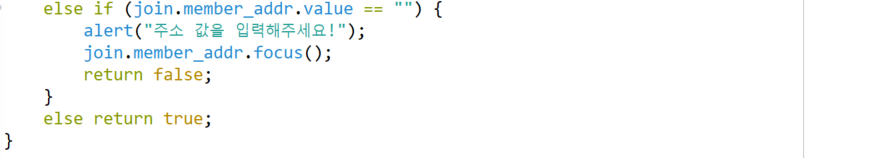 else if (join.member_addr.value == "") {
alert("주소 값을 입력해주세요!");
join.member_addr.focus();
return false;
}
else return true;
}